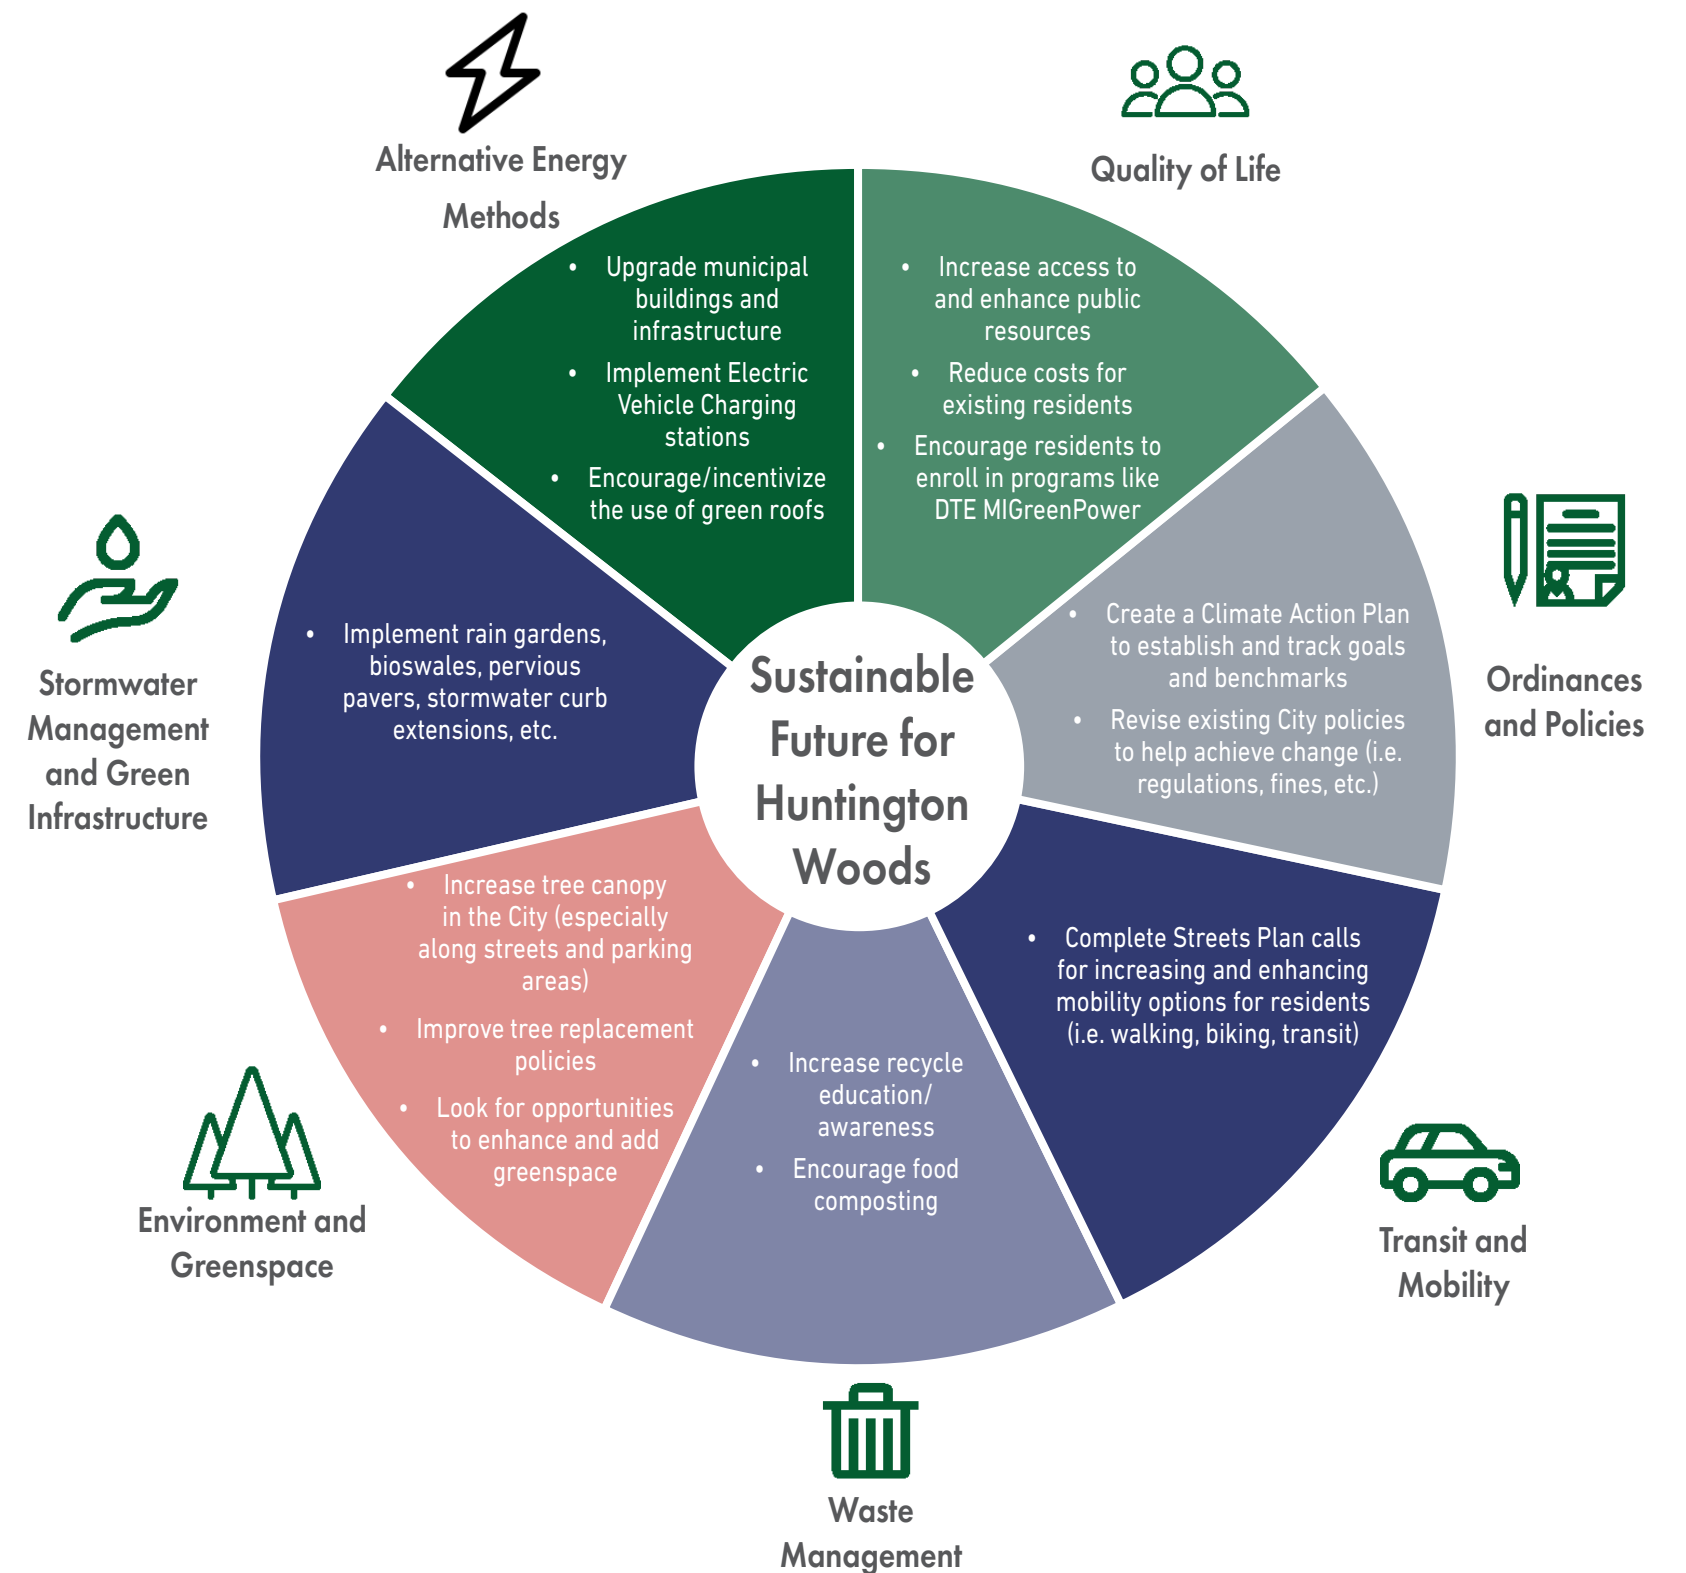 Alternative Energy
Methods
• Upgrade municipal
buildings and
infrastructure
• Implement Electric
Vehicle Charging
stations
• Encourage/incentivize
the use of green roofs
Quality of Life
• Increase access to
and enhance public
resources
• Reduce costs for
existing residents
• Encourage residents to
enroll in programs like
DTE MIGreenPower
Ordinances
and Policies
• Create a Climate Action Plan
to establish and track goals
and benchmarks
• Revise existing City policies
to help achieve change (i.e.
regulations, fines, etc.)
Transit and
Mobility
• Complete Streets Plan calls
for increasing and enhancing
mobility options for residents
(i.e. walking, biking, transit)
Waste
Management
• Increase recycle
education/
awareness
• Encourage food
composting
Environment and
Greenspace
• Increase tree canopy
in the City (especially
along streets and parking
areas)
• Improve tree replacement
policies
• Look for opportunities
to enhance and add
greenspace
Stormwater
Management
and Green
Infrastructure
• Implement rain gardens,
bioswales, pervious
pavers, stormwater curb
extensions, etc.
Sustainable
Future for
Huntington
Woods